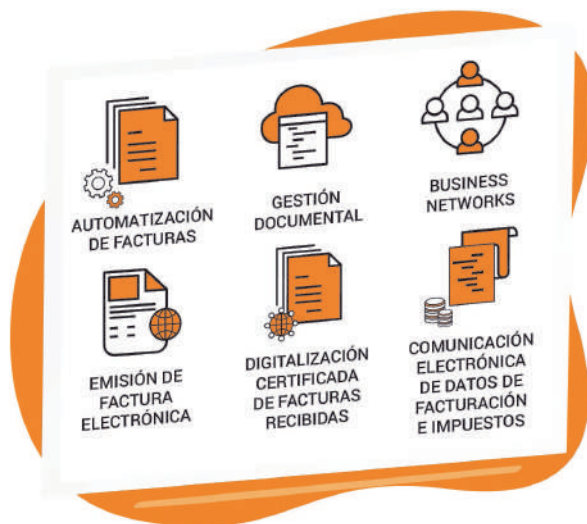 AUTOMATIZACIÓN
DE FACTURAS
GESTIÓN
DOCUMENTAL
BUSINESS
NETWORKS
EMISIÓN DE
FACTURA
ELECTRÓNICA
DIGITALIZACIÓN
CERTIFICADA
DE FACTURAS
RECIBIDAS
COMUNICACIÓN
ELECTRÓNICA
DE DATOS DE
FACTURACIÓN
E IMPUESTOS